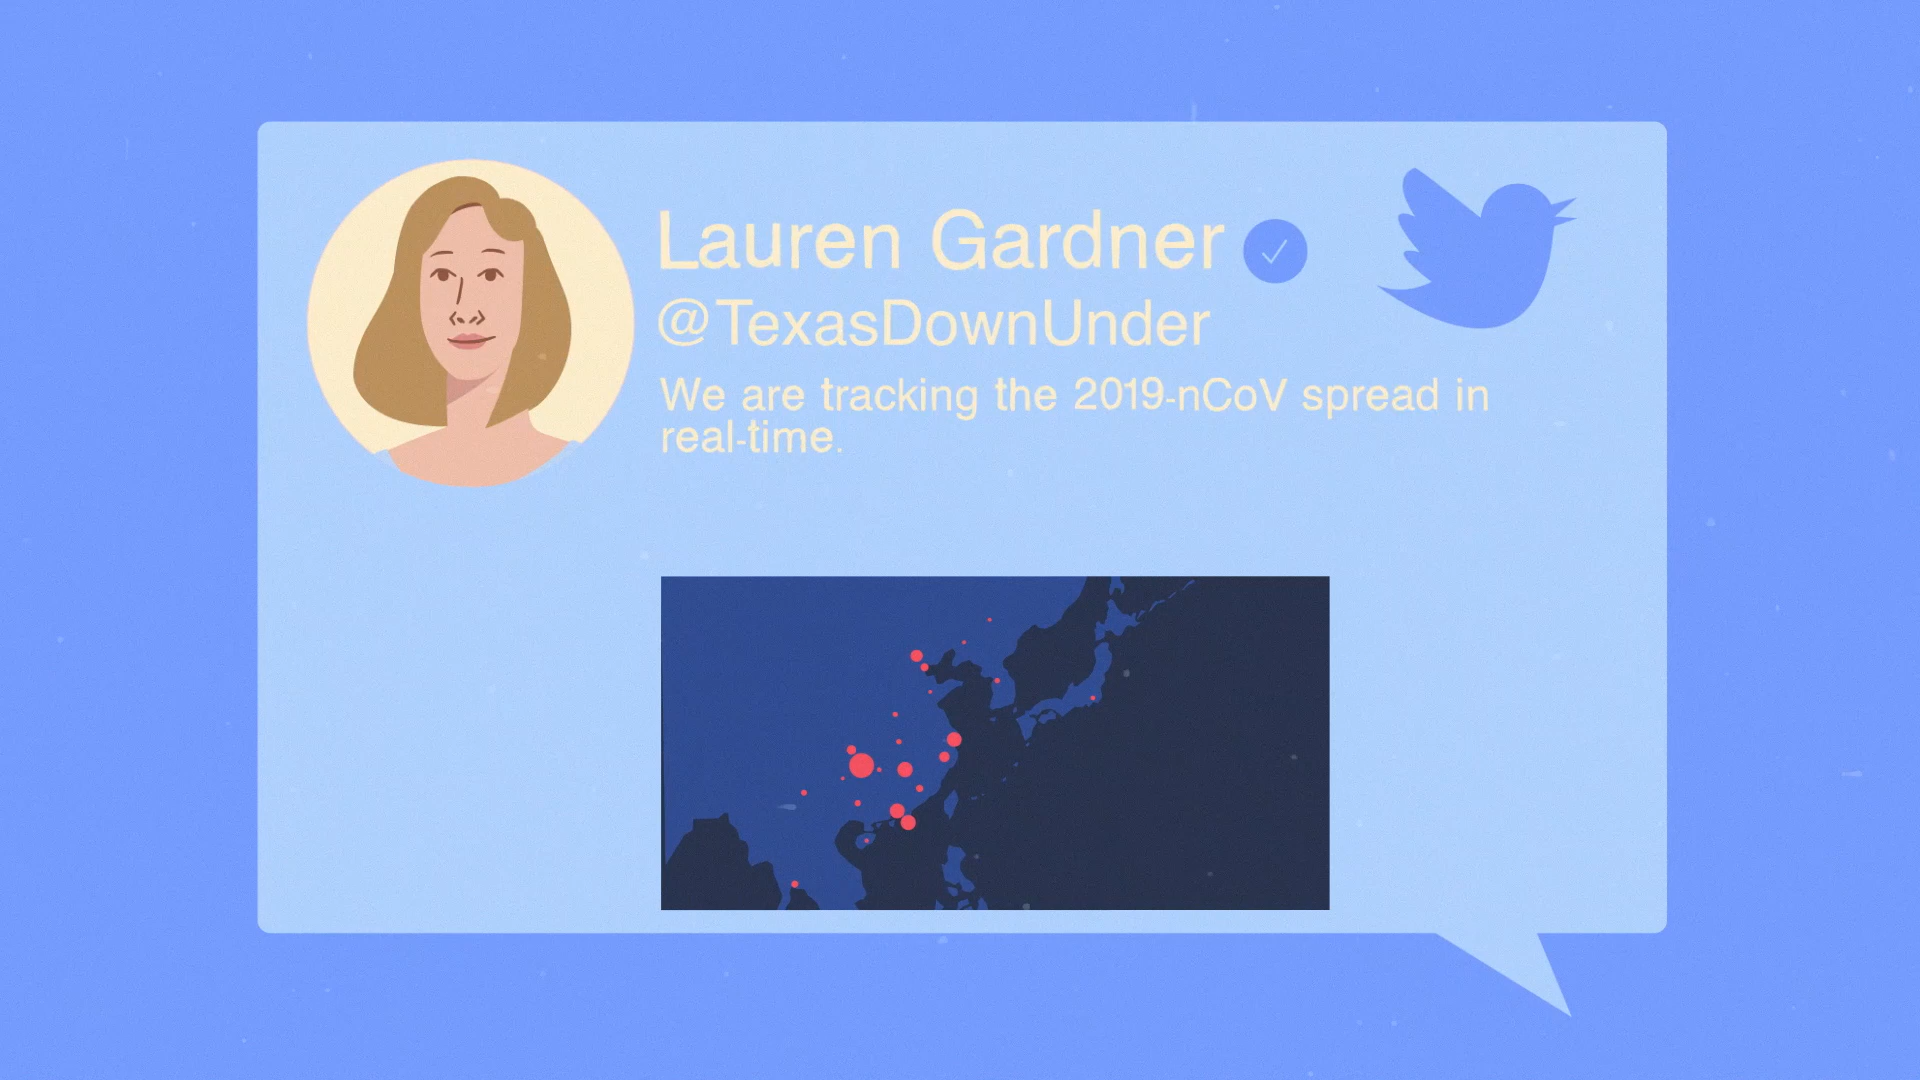 Lauren Gardner
@TexasDownUnder
We are tracking the 2019-nCoV spread in
real-time.